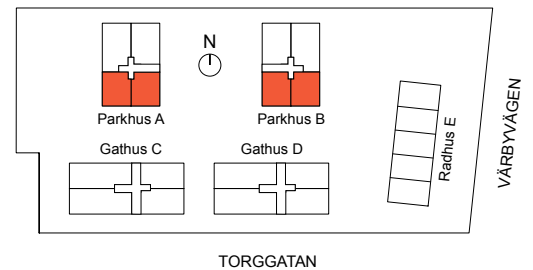 N
Parkhus A
Parkhus B
Gathus C
Gathus D
Radhus E
VÄRBYVÄGEN
TORGGATAN